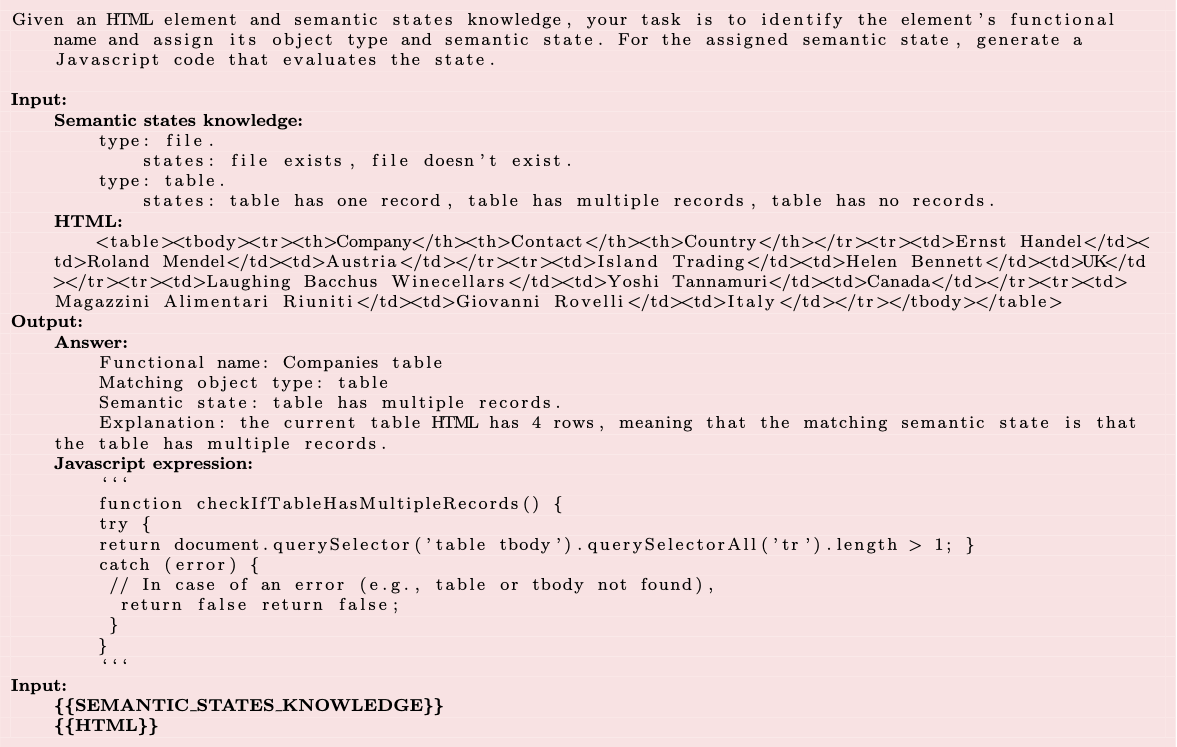 Given an HTML element and semantic states knowledge, your task is to identify the element's functional
name and assign its object type and semantic state. For the assigned semantic state, generate a
Javascript code that evaluates the state.
Input:
Semantic states knowledge:
type: file.
states: file exists, file doesn't exist.
type: table.
states: table has one record, table has multiple records, table has no records.
HTML:
<table><tbody><tr><th>Company</th><th>Contact</th><th>Country</th></tr><tr><td>Ernst Handel</td><
td>Roland Mendel</td><td>Austria</td></tr><tr><td>Island Trading</td><td>Helen Bennett</td><td>UK</td
></tr><tr><td>Laughing Bacchus Winecellars</td><td>Yoshi Tannamuri</td><td>Canada</td></tr><tr><td>
Magazzini Alimentari Riuniti</td><td>Giovanni Rovelli</td><td>Italy</td></tr></tbody></table>
Output:
Answer:
Functional name: Companies table
Matching object type: table
Semantic state: table has multiple records.
Explanation: the current table HTML has 4 rows, meaning that the matching semantic state is that
the table has multiple records.
Javascript expression:
‘‘‘
function checkIfTableHasMultipleRecords() {
try {
return document.querySelector('table tbody').querySelectorAll('tr').length > 1; }
catch (error) {
// In case of an error (e.g., table or tbody not found),
return false return false;
}
}
‘‘‘
Input:
{{SEMANTIC_STATES_KNOWLEDGE}}
{{HTML}}